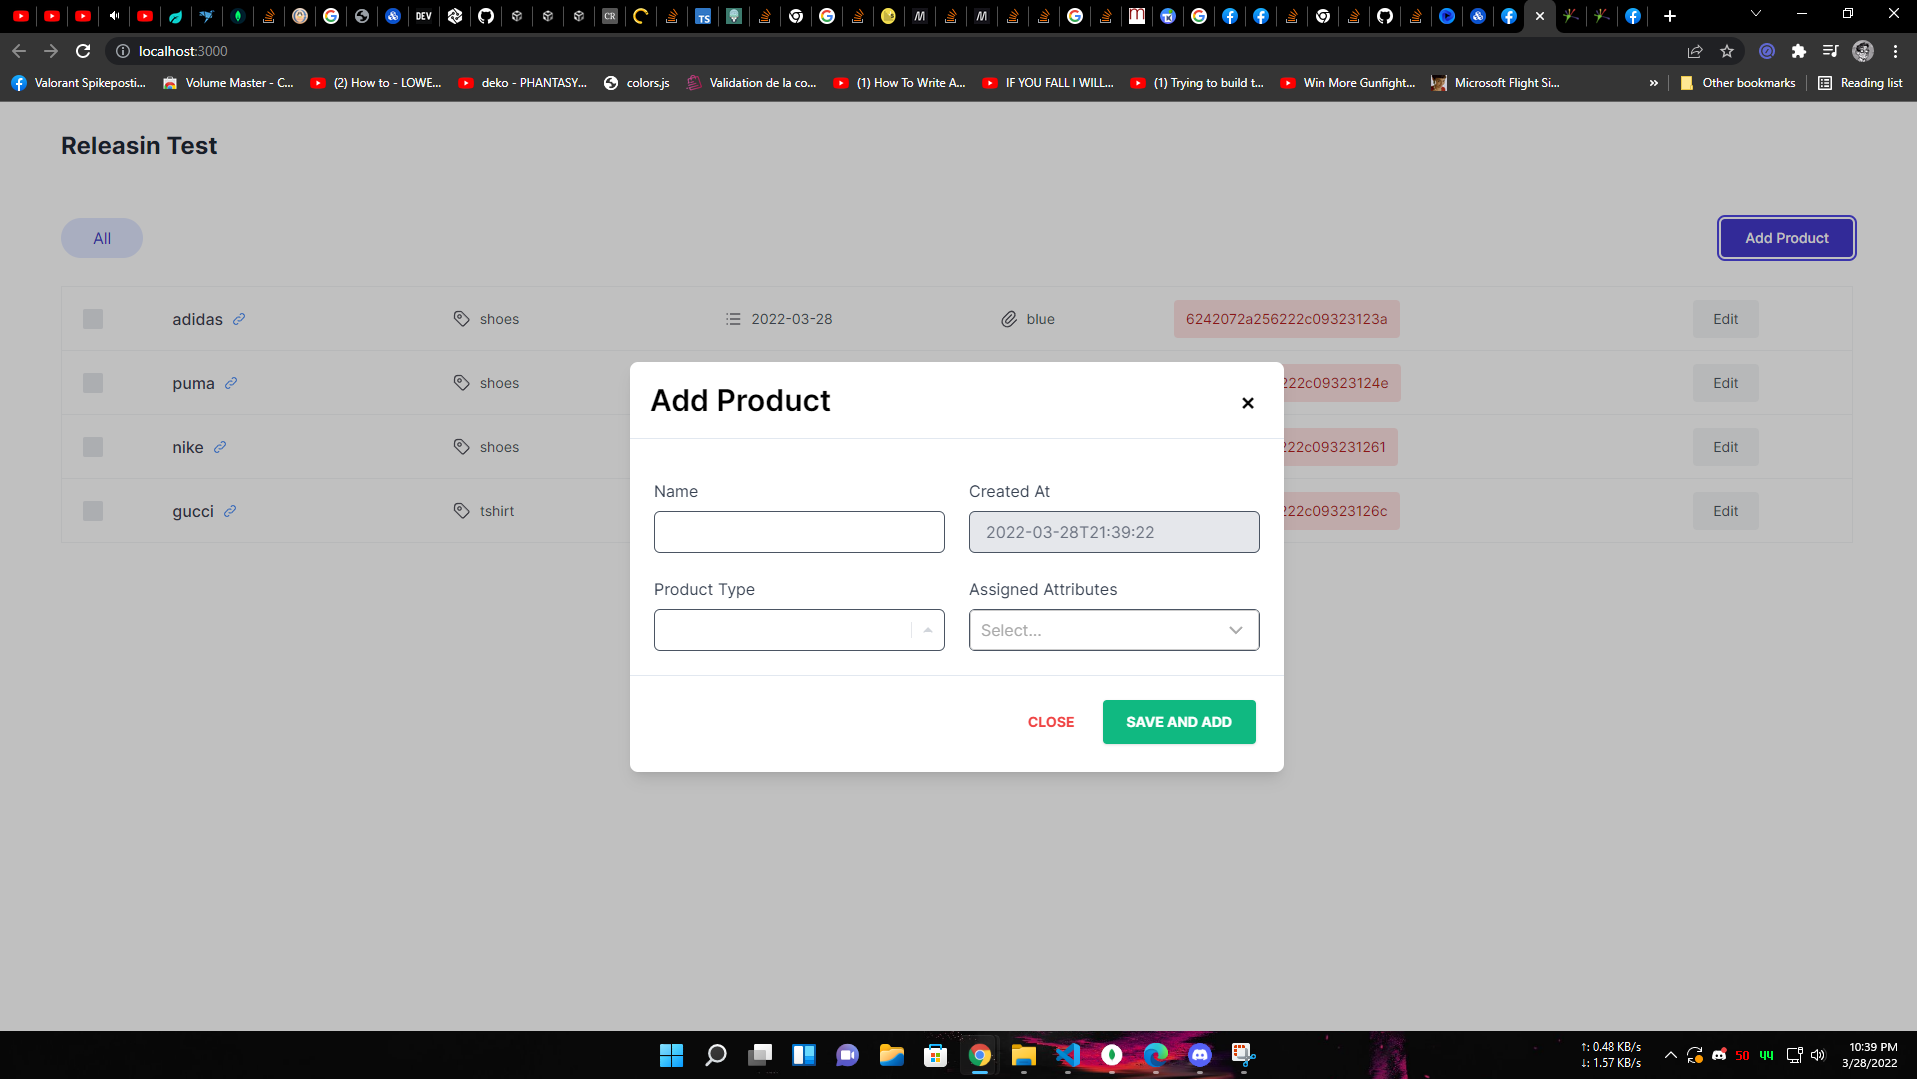 DEV
CR
TS
localhost:3000
Valorant Spikeposti...
Volume Master - C...
(2) How to - LOWE...
deko - PHANTASY...
colors.js
Validation de la co...
(1) How To Write A...
IF YOU FALL I WILL...
(1) Trying to build t...
Win More Gunfight...
Microsoft Flight Si...
»
Other bookmarks
Reading list
Releasin Test
All
Add Product
adidas shoes 2022-03-28 blue 6242072a256222c09323123a Edit
puma shoes 222c09323124e Edit
nike shoes 222c093231261 Edit
gucci tshirt 222c09323126c Edit
Add Product
Name
Created At
2022-03-28T21:39:22
Product Type
Assigned Attributes
Select...
CLOSE
SAVE AND ADD
↑: 0.48 KB/s
↓: 1.57 KB/s
50
44
10:39 PM
3/28/2022